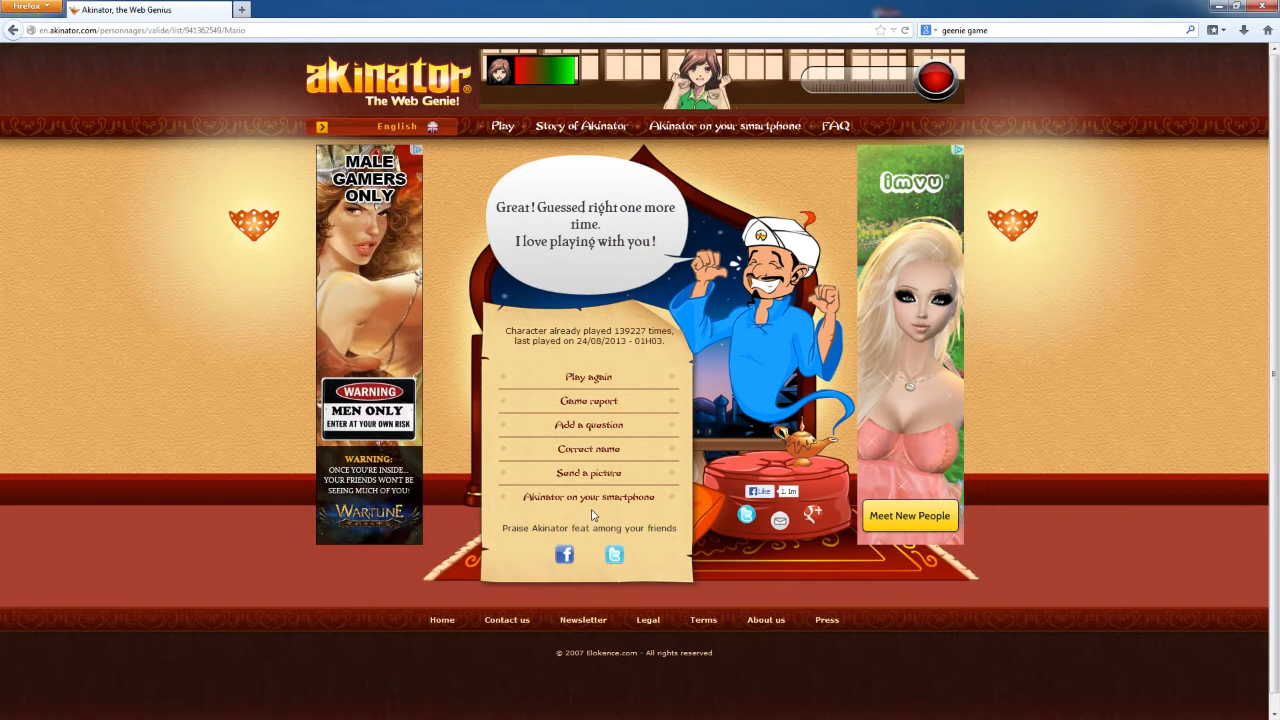 Firefox
Akinator, the Web Genius
en.akinator.com/personnages/valide/list/941362549/Mario
geenie game
akinator®
The Web Genie!
English
Play
Story of Akinator
Akinator on your smartphone
FAQ
MALE
GAMERS
ONLY
WARNING
MEN ONLY
ENTER AT YOUR OWN RISK
WARNING:
ONCE YOU'RE INSIDE...
YOUR FRIENDS WON'T BE
SEEING MUCH OF YOU!
WARTUNE
Great! Guessed right one more
time.
I love playing with you!
Character already played 139227 times,
last played on 24/08/2013 - 01H03.
Play again
Game report
Add a question
Correct name
Send a picture
Akinator on your smartphone
Praise Akinator feat among your friends
Like
1.1m
imvu
Meet New People
Home
Contact us
Newsletter
Legal
Terms
About us
Press
© 2007 Elokence.com - All rights reserved